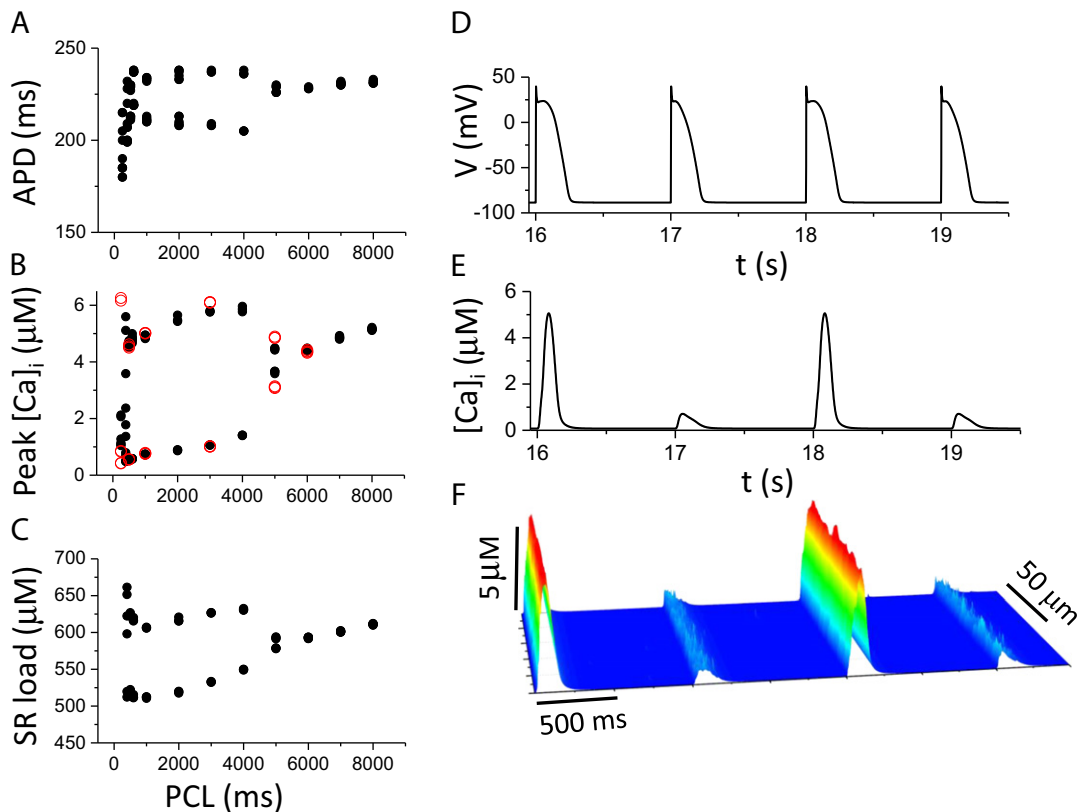 A
250
200
150
APD (ms)
0 2000 4000 6000 8000
B
6
4
2
0
Peak [Ca]i (μM)
0 2000 4000 6000 8000
C
700
650
600
550
500
450
SR load (μM)
0 2000 4000 6000 8000
PCL (ms)
D
50
0
-50
-100
V (mV)
16 17 18 19
t (s)
E
6
4
2
0
[Ca]i (μM)
16 17 18 19
t (s)
F
5μM
50 μm
500 ms